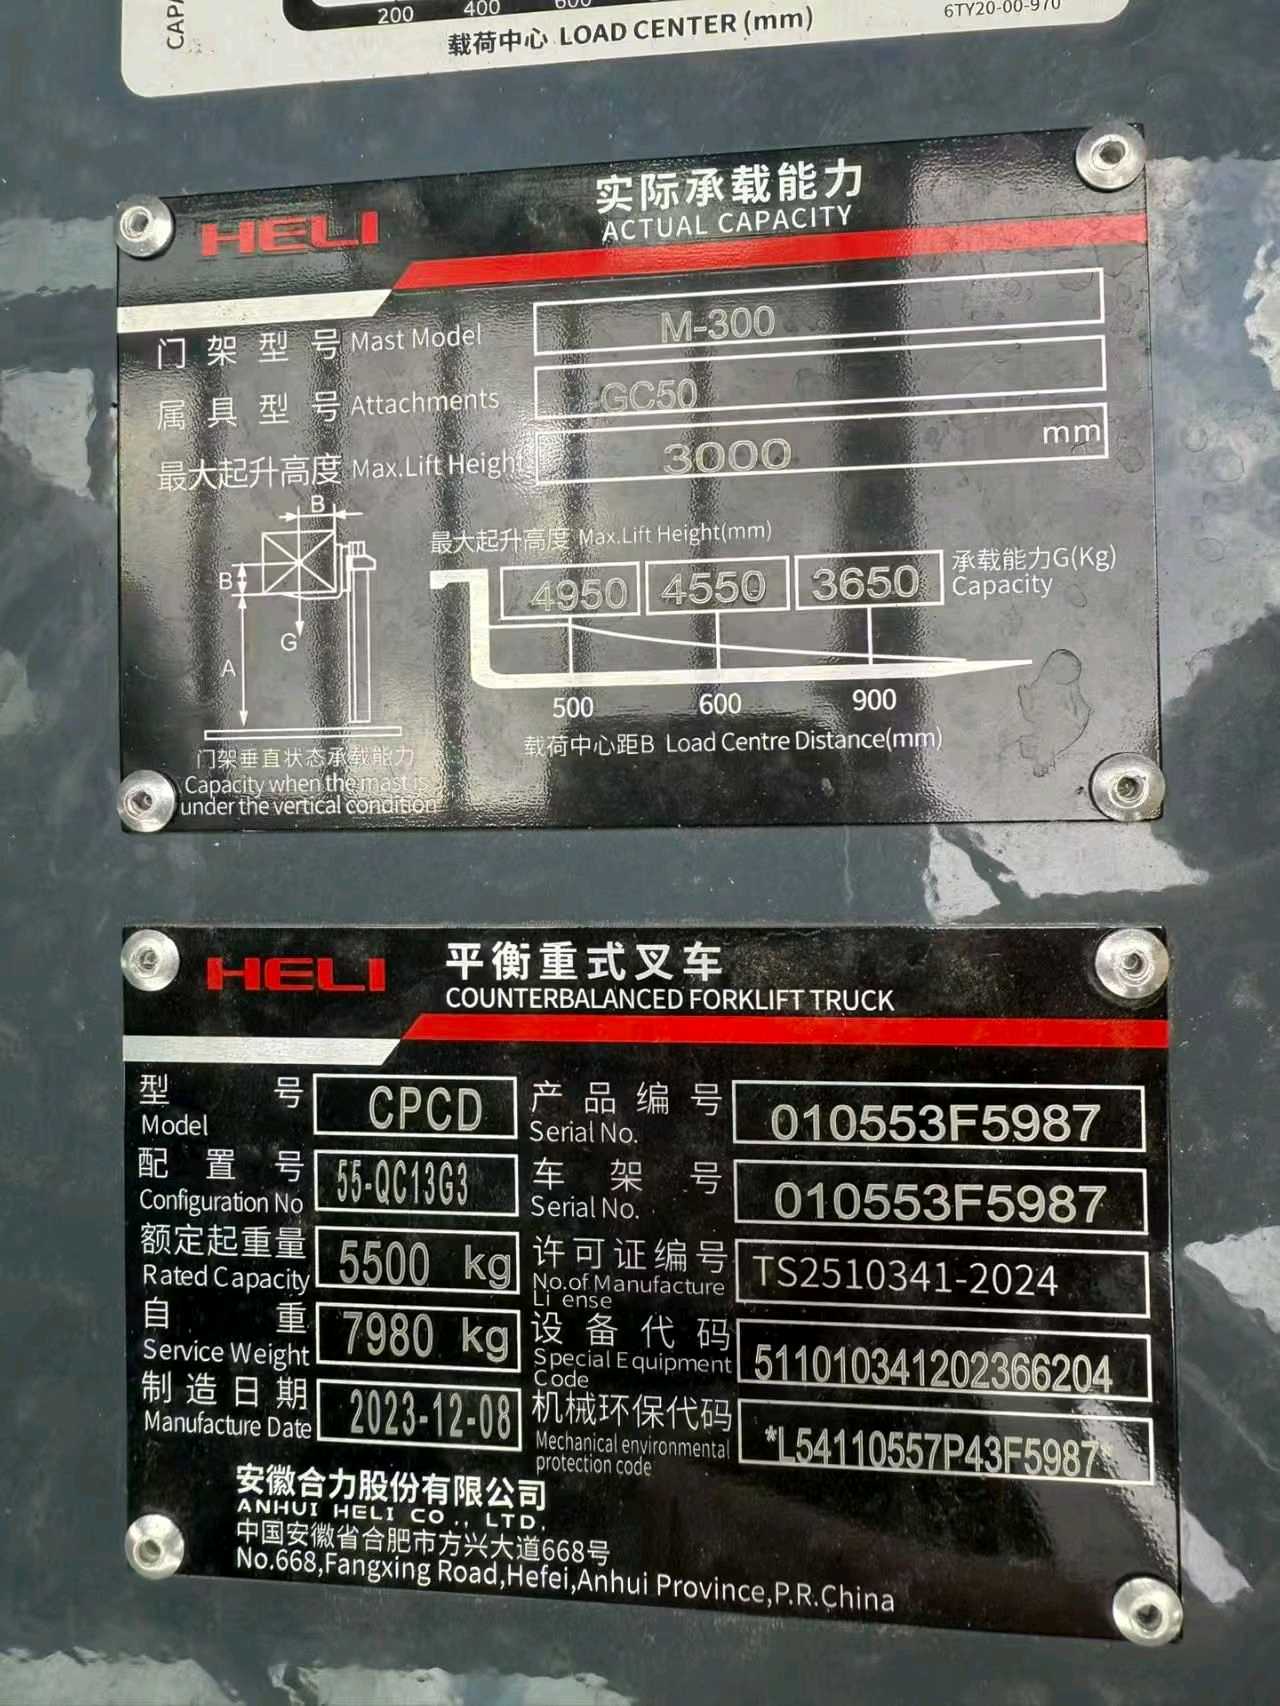 CAPA
200 400 600
载荷中心 LOAD CENTER (mm)
6TY20-00-970
HELI
实际承载能力
ACTUAL CAPACITY
门架型号 Mast Model M-300
属具型号 Attachments GC50
最大起升高度 Max.Lift Height 3000 mm
最大起升高度 Max.Lift Height(mm)
4950 4550 3650
承载能力G(Kg)
Capacity
B
B
G
A
500 600 900
载荷中心距B Load Centre Distance(mm)
门架垂直状态承载能力
Capacity when the mast is
under the vertical condition
HELI
平衡重式叉车
COUNTERBALANCED FORKLIFT TRUCK
型号 CPCD
Model
配置号 55-QC13G3
Configuration No
额定起重量 5500 kg
Rated Capacity
自重 7980 kg
Service Weight
制造日期 2023-12-08
Manufacture Date
产品编号 010553F5987
Serial No.
车架号 010553F5987
Serial No.
许可证编号 TS2510341-2024
No.of Manufacture
Li ense
设备代码 511010341202366204
Special Equipment
Code
机械环保代码 *L54110557P43F5987*
Mechanical environmental
protection code
安徽合力股份有限公司
ANHUI HELI CO., LTD.
中国安徽省合肥市方兴大道668号
No.668,Fangxing Road,Hefei,Anhui Province,P.R.China